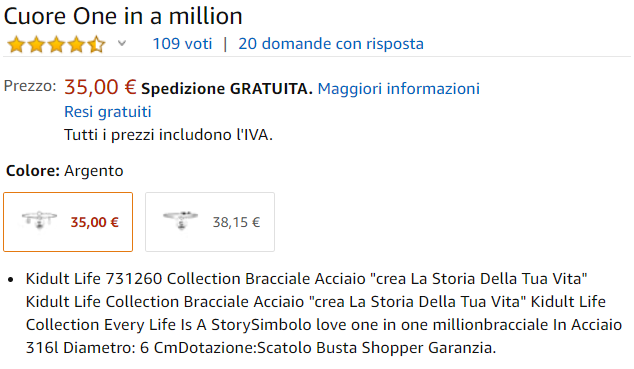 Cuore One in a million
109 voti | 20 domande con risposta
Prezzo: 35,00 € Spedizione GRATUITA. Maggiori informazioni
Resi gratuiti
Tutti i prezzi includono l'IVA.
Colore: Argento
35,00 € 38,15 €
• Kidult Life 731260 Collection Bracciale Acciaio "crea La Storia Della Tua Vita"
Kidult Life Collection Bracciale Acciaio "crea La Storia Della Tua Vita" Kidult Life
Collection Every Life Is A StorySimbolo love one in one millionbracciale In Acciaio
316l Diametro: 6 CmDotazione:Scatolo Busta Shopper Garanzia.